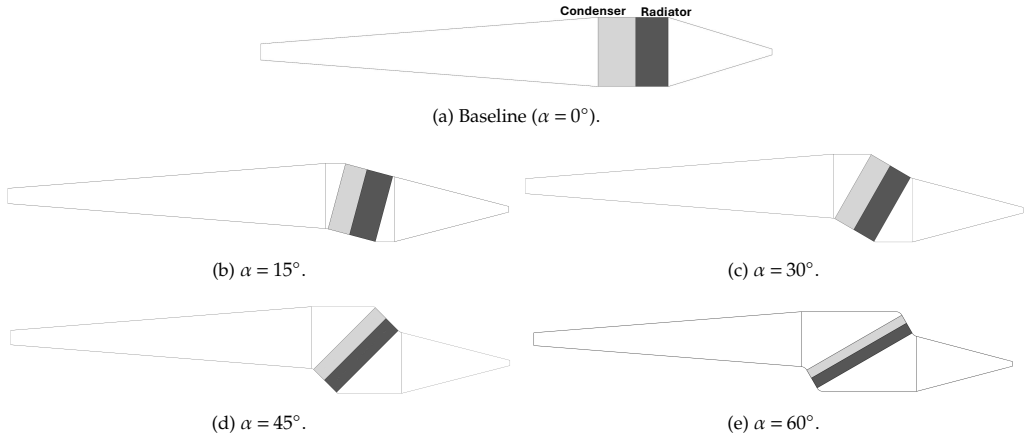 Condenser Radiator
(a) Baseline (α = 0°).
(b) α = 15°.
(c) α = 30°.
(d) α = 45°.
(e) α = 60°.